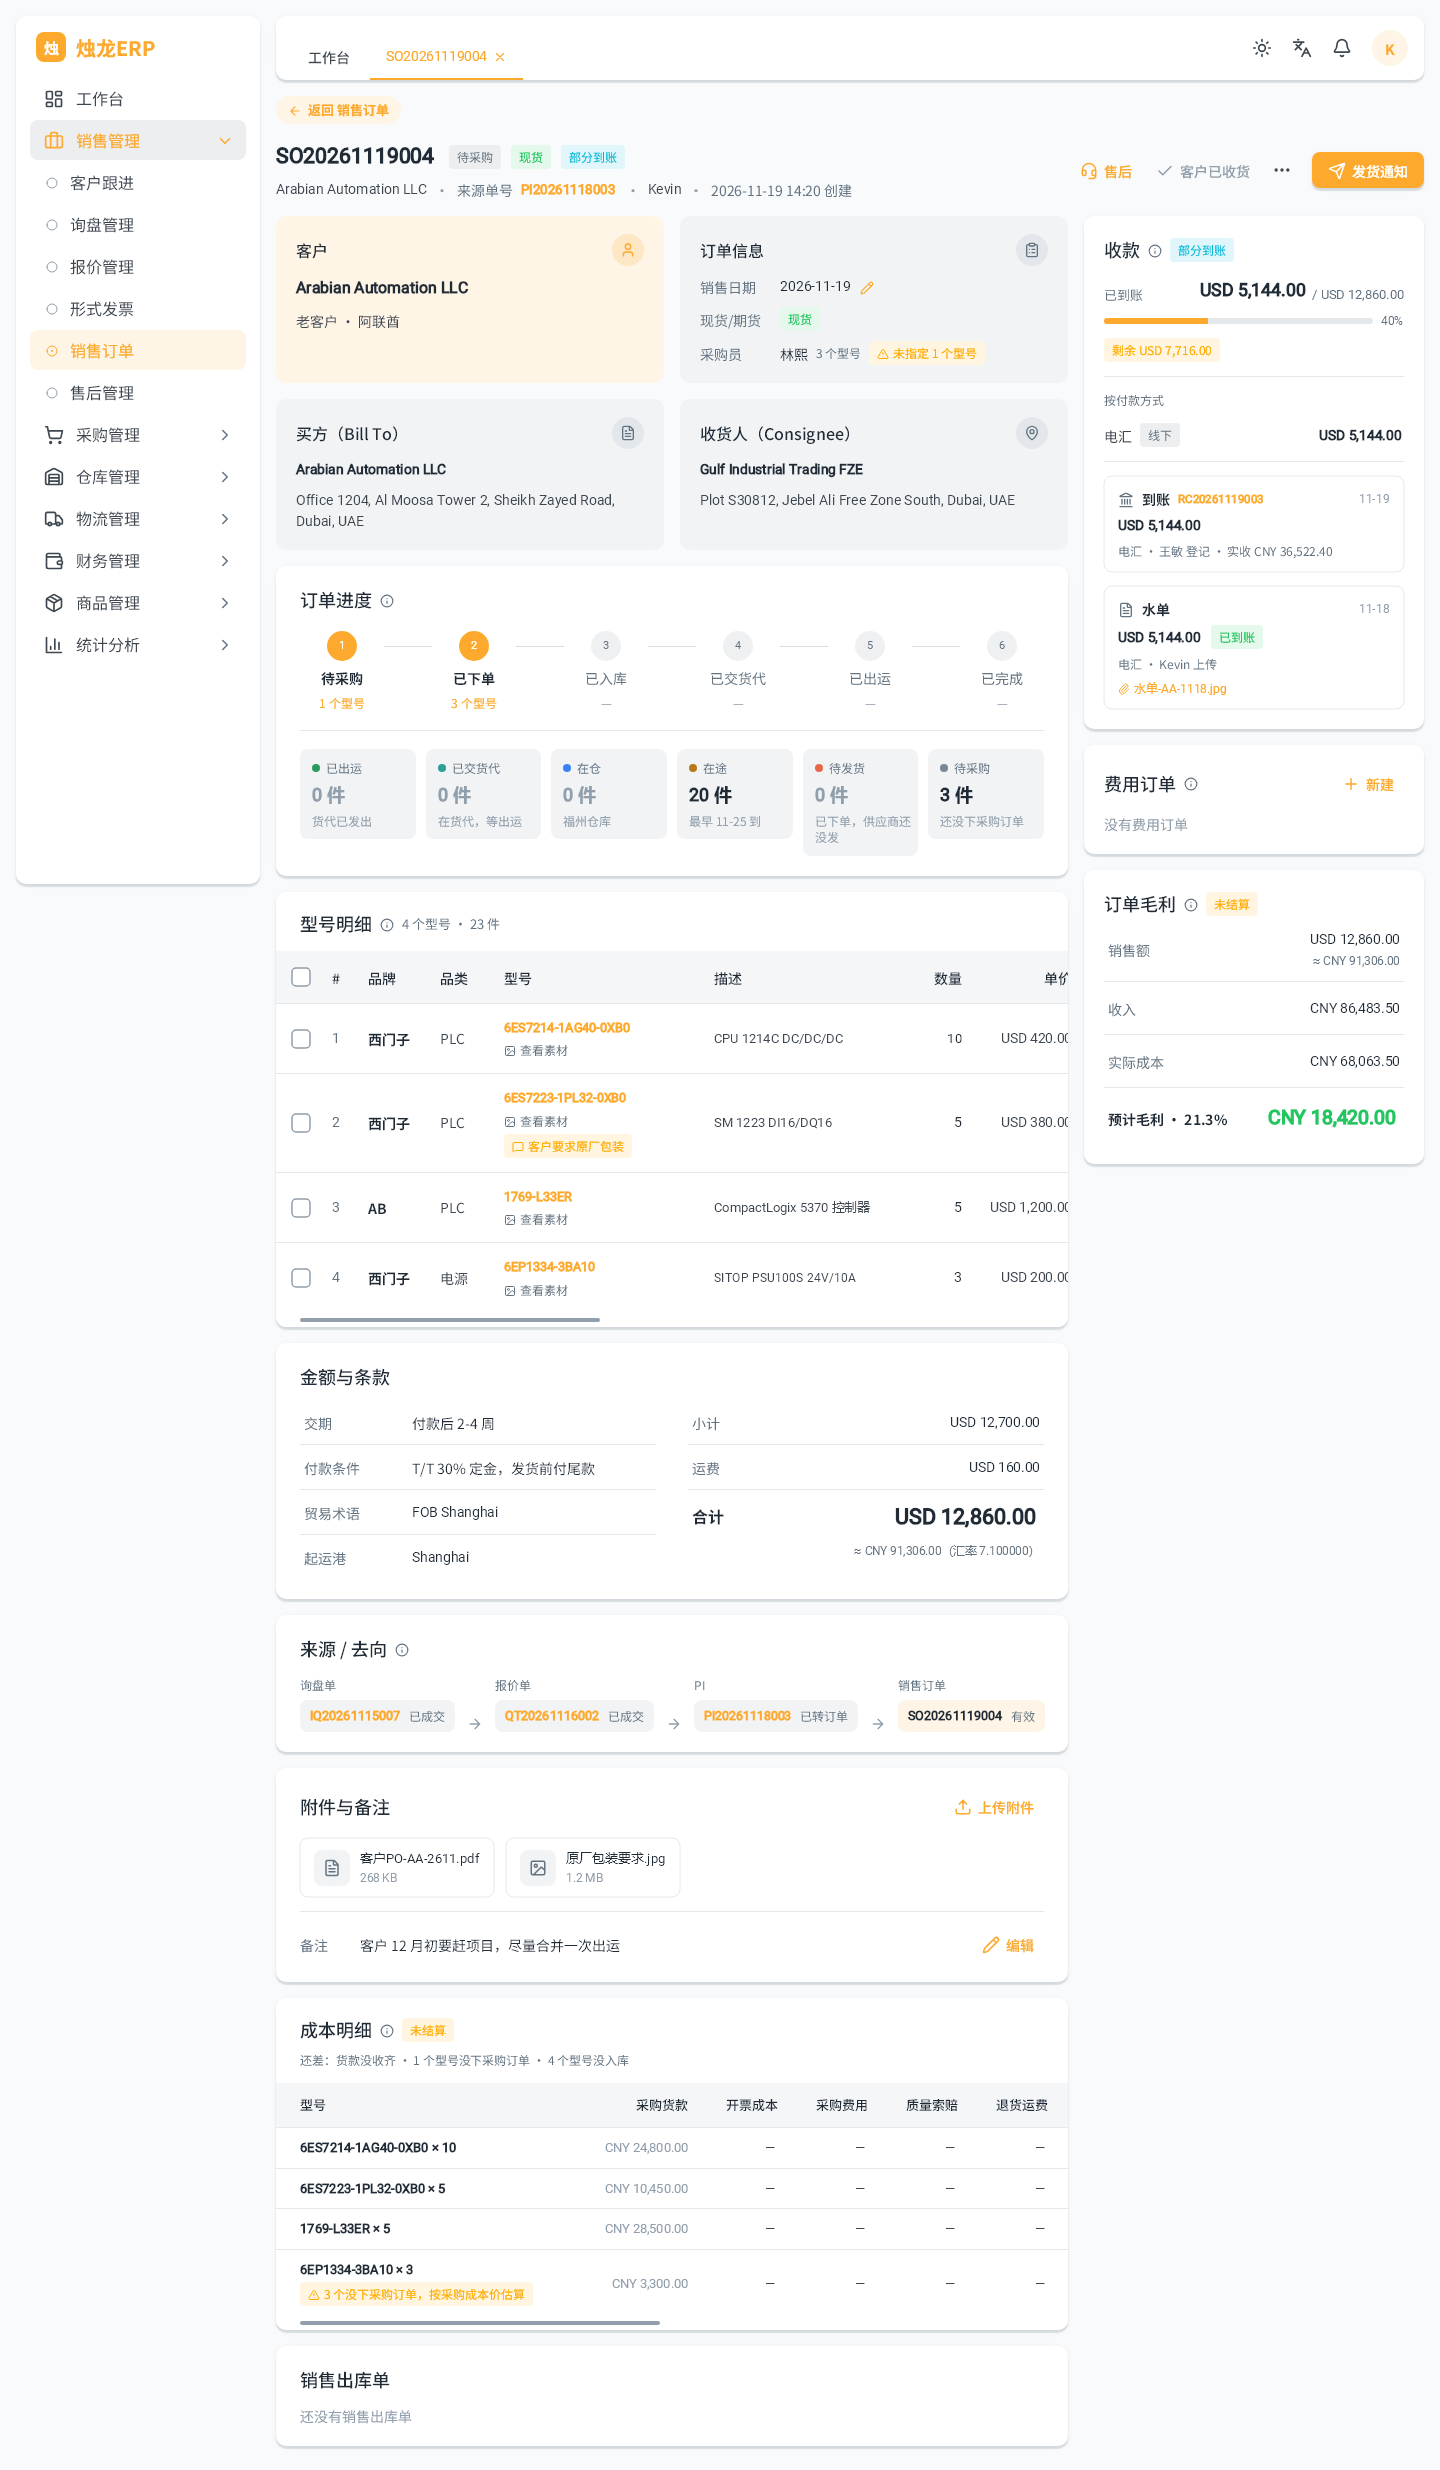 烛 烛龙ERP
工作台
销售管理
客户跟进
询盘管理
报价管理
形式发票
销售订单
售后管理
采购管理
仓库管理
物流管理
财务管理
商品管理
统计分析
工作台 SO20261119004
K
返回 销售订单
SO20261119004 待采购 现货 部分到账
Arabian Automation LLC • 来源单号 PI20261118003 • Kevin • 2026-11-19 14:20 创建
售后 客户已收货 ••• 发货通知
客户
Arabian Automation LLC
老客户 • 阿联酋
订单信息
销售日期 2026-11-19
现货/期货 现货
采购员 林熙 3 个型号 未指定 1 个型号
买方（Bill To）
Arabian Automation LLC
Office 1204, Al Moosa Tower 2, Sheikh Zayed Road,
Dubai, UAE
收货人（Consignee）
Gulf Industrial Trading FZE
Plot S30812, Jebel Ali Free Zone South, Dubai, UAE
订单进度
1 2 3 4 5 6
待采购 已下单 已入库 已交货代 已出运 已完成
1 个型号 3 个型号 — — — —
已出运 已交货代 在仓 在途 待发货 待采购
0 件 0 件 0 件 20 件 0 件 3 件
货代已发出 在货代，等出运 福州仓库 最早 11-25 到 已下单，供应商还 还没下采购订单
没发
型号明细 4 个型号 • 23 件
# 品牌 品类 型号 描述 数量 单价
1 西门子 PLC 6ES7214-1AG40-0XB0 CPU 1214C DC/DC/DC 10 USD 420.00
查看素材
2 西门子 PLC 6ES7223-1PL32-0XB0 SM 1223 DI16/DQ16 5 USD 380.00
查看素材
客户要求原厂包装
3 AB PLC 1769-L33ER CompactLogix 5370 控制器 5 USD 1,200.00
查看素材
4 西门子 电源 6EP1334-3BA10 SITOP PSU100S 24V/10A 3 USD 200.00
查看素材
金额与条款
交期 付款后 2-4 周
付款条件 T/T 30% 定金，发货前付尾款
贸易术语 FOB Shanghai
起运港 Shanghai
小计 USD 12,700.00
运费 USD 160.00
合计 USD 12,860.00
≈ CNY 91,306.00（汇率 7.100000）
来源 / 去向
询盘单 报价单 PI 销售订单
IQ20261115007 已成交 QT20261116002 已成交 PI20261118003 已转订单 SO20261119004 有效
附件与备注 上传附件
客户PO-AA-2611.pdf
268 KB
原厂包装要求.jpg
1.2 MB
备注 客户 12 月初要赶项目，尽量合并一次出运 编辑
成本明细 未结算
还差：货款没收齐 • 1 个型号没下采购订单 • 4 个型号没入库
型号 采购货款 开票成本 采购费用 质量索赔 退货运费
6ES7214-1AG40-0XB0 × 10 CNY 24,800.00 — — — —
6ES7223-1PL32-0XB0 × 5 CNY 10,450.00 — — — —
1769-L33ER × 5 CNY 28,500.00 — — — —
6EP1334-3BA10 × 3 CNY 3,300.00 — — — —
3 个没下采购订单，按采购成本价估算
销售出库单
还没有销售出库单
收款 部分到账
已到账 USD 5,144.00 / USD 12,860.00
40%
剩余 USD 7,716.00
按付款方式
电汇 线下 USD 5,144.00
到账 RC20261119003 11-19
USD 5,144.00
电汇 • 王敏 登记 • 实收 CNY 36,522.40
水单 11-18
USD 5,144.00 已到账
电汇 • Kevin 上传
水单-AA-1118.jpg
费用订单 新建
没有费用订单
订单毛利 未结算
销售额 USD 12,860.00
≈ CNY 91,306.00
收入 CNY 86,483.50
实际成本 CNY 68,063.50
预计毛利 • 21.3% CNY 18,420.00